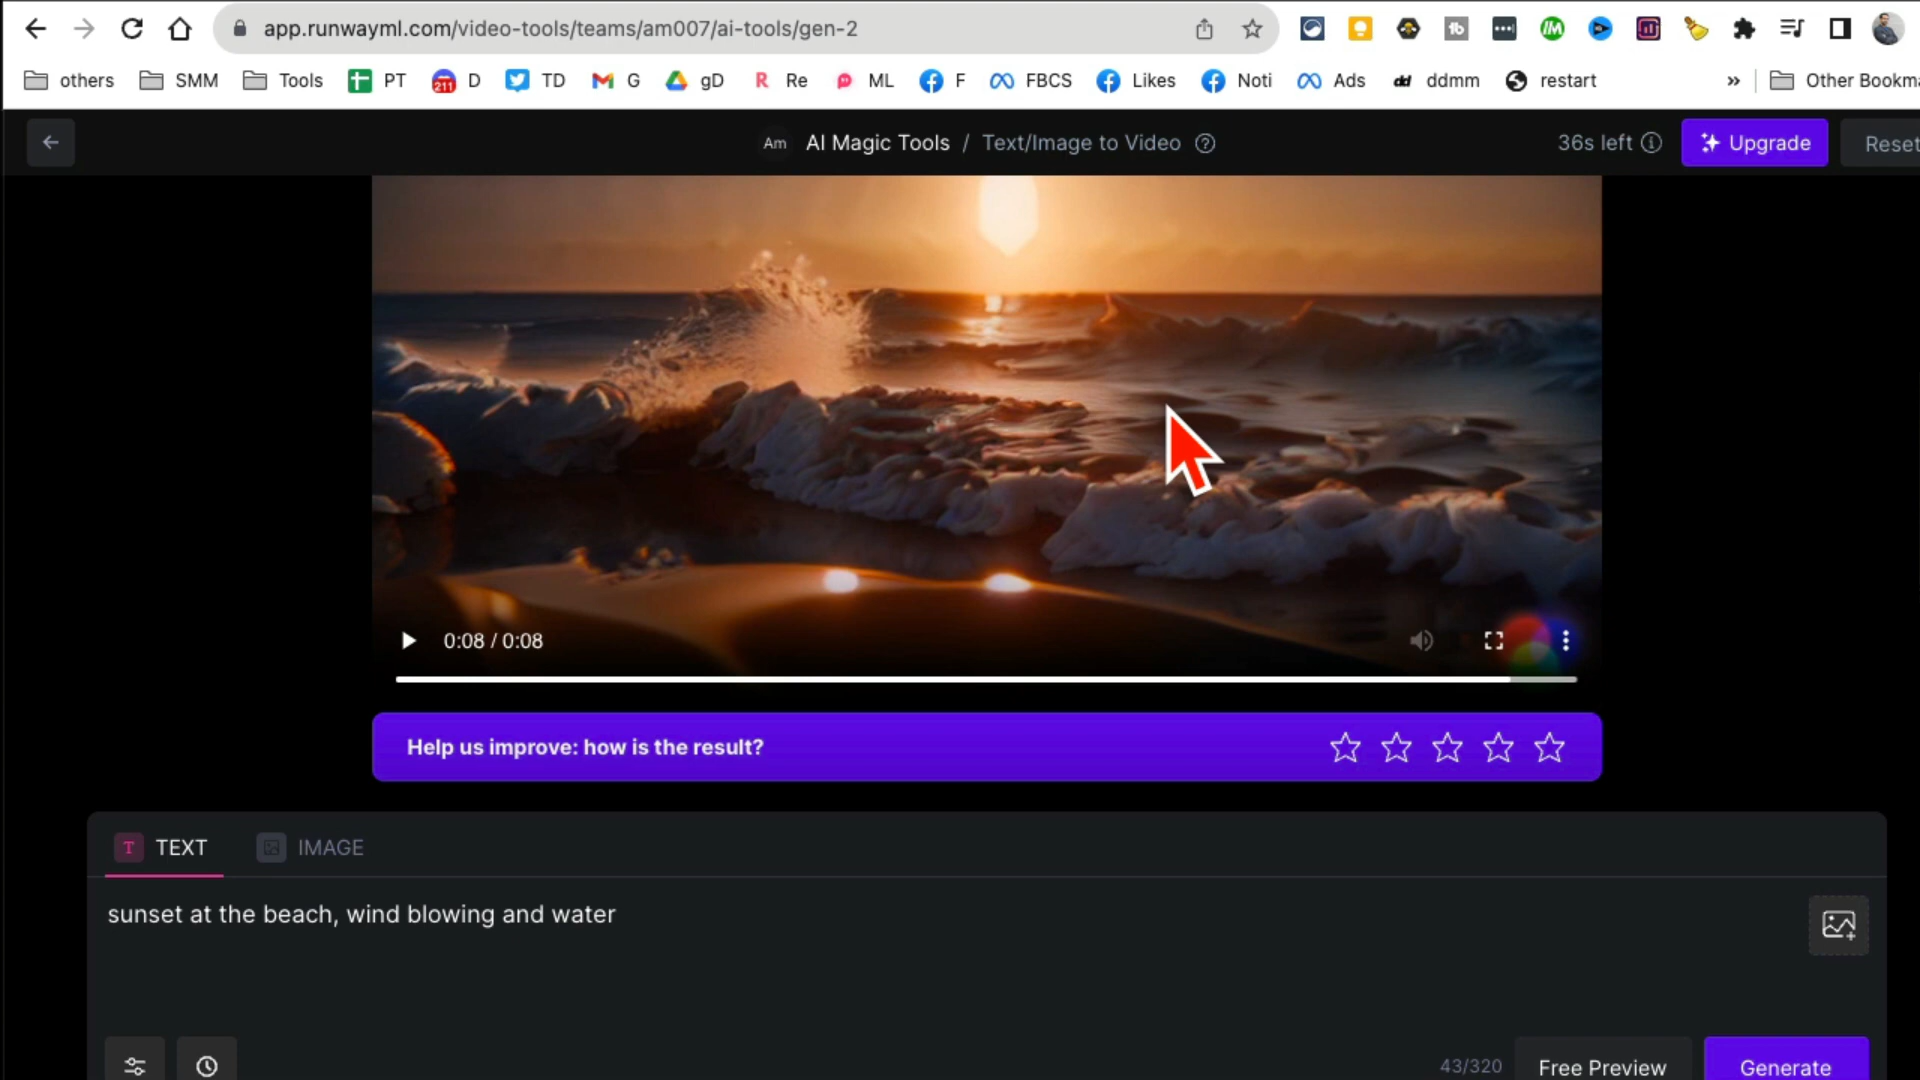 app.runwayml.com/video-tools/teams/am007/ai-tools/gen-2
others SMM Tools PT 211 D TD G gD R Re ML F FBCS Likes Noti Ads dd ddmm restart » Other Bookma
Am AI Magic Tools / Text/Image to Video 36s left Upgrade Reset
0:08 / 0:08
Help us improve: how is the result?
T TEXT IMAGE
sunset at the beach, wind blowing and water
43/320 Free Preview Generate